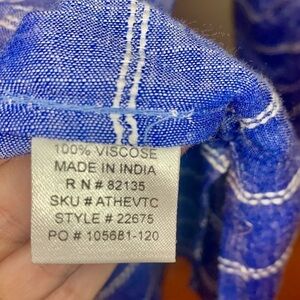 100% VISCOSE
MADE IN INDIA
R N # 82135
SKU # ATHEVTC
STYLE # 22675
PO # 105681-120